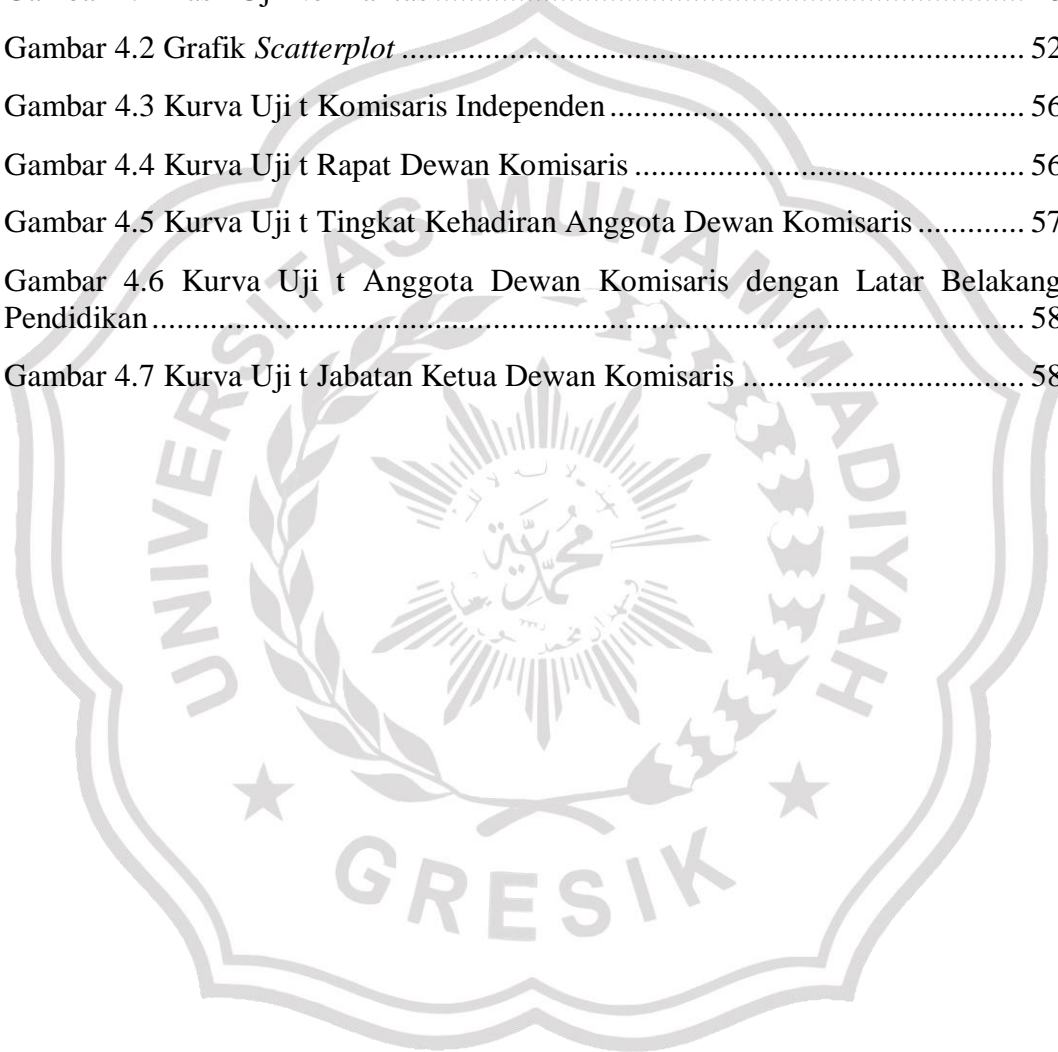 Gambar 4.2 Grafik Scatterplot ........................................................................... 52
Gambar 4.3 Kurva Uji t Komisaris Independen .................................................. 56
Gambar 4.4 Kurva Uji t Rapat Dewan Komisaris ............................................... 56
Gambar 4.5 Kurva Uji t Tingkat Kehadiran Anggota Dewan Komisaris ............. 57
Gambar 4.6 Kurva Uji t Anggota Dewan Komisaris dengan Latar Belakang
Pendidikan .......................................................................................................... 58
Gambar 4.7 Kurva Uji t Jabatan Ketua Dewan Komisaris .................................. 58
UNIVERSITAS MUHAMMADIYAH
GRESIK